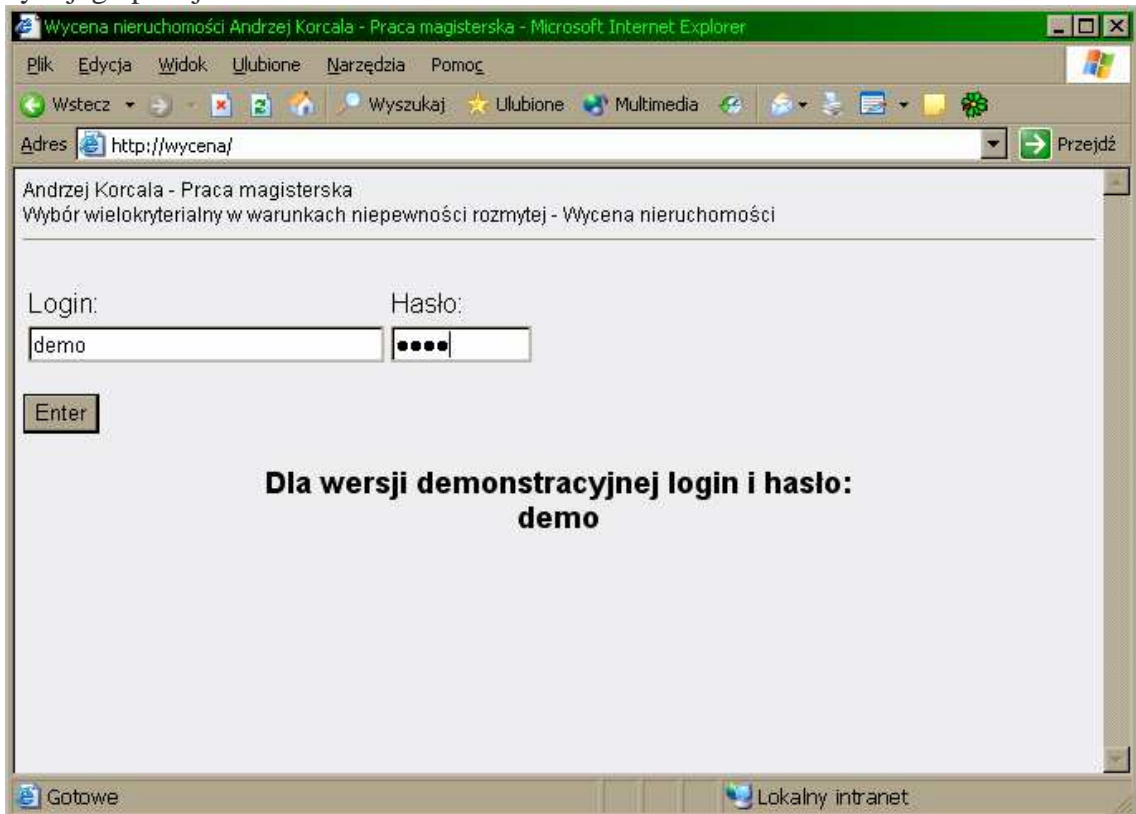 Wycena nieruchomości Andrzej Korcala - Praca magisterska - Microsoft Internet Explorer
Plik Edycja Widok Ulubione Narzędzia Pomoc
Wstecz Wyszukaj Ulubione Multimedia
Adres http://wycena/ Przejdź
Andrzej Korcala - Praca magisterska
Wybór wielokryterialny w warunkach niepewności rozmytej - Wycena nieruchomości
Login: Hasło:
demo ●●●●
Enter
Dla wersji demonstracyjnej login i hasło:
demo
Gotowe Lokalny intranet